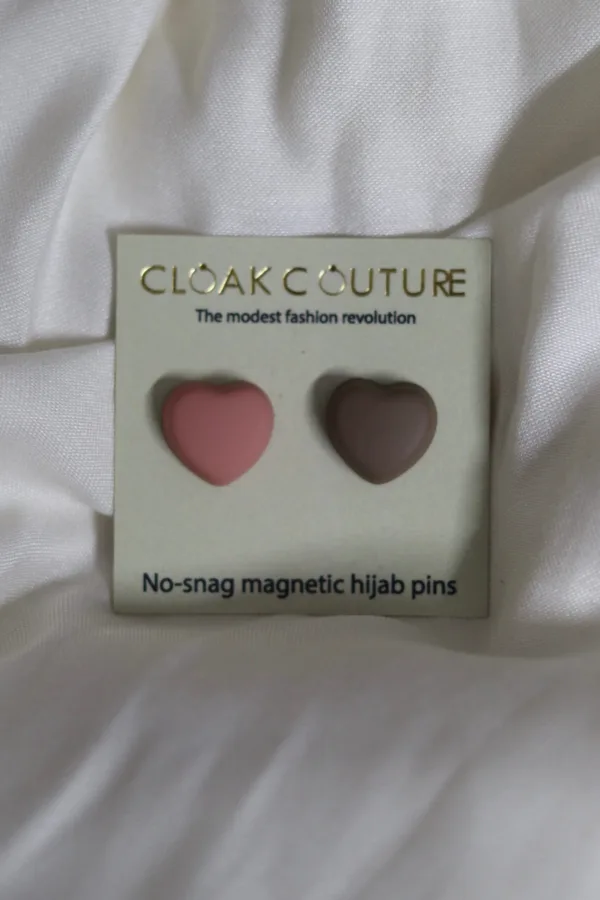 CLOAK COUTURE
The modest fashion revolution
No-snag magnetic hijab pins